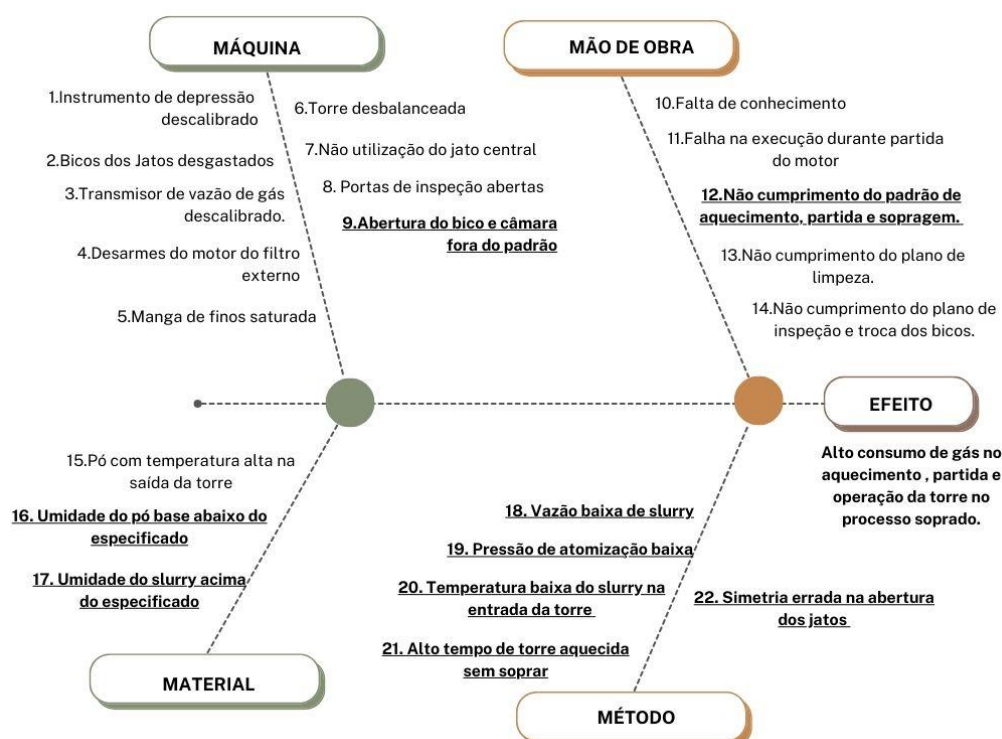 MÁQUINA
1.Instrumento de depressão
descalibrado
2.Bicos dos Jatos desgastados
3.Transmisor de vazão de gás
descalibrado.
4.Desarmes do motor do filtro
externo
5.Manga de finos saturada
6.Torre desbalanceada
7.Não utilização do jato central
8. Portas de inspeção abertas
9.Abertura do bico e câmara
fora do padrão
MÃO DE OBRA
10.Falta de conhecimento
11.Falha na execução durante partida
do motor
12.Não cumprimento do padrão de
aquecimento, partida e sopragem.
13.Não cumprimento do plano de
limpeza.
14.Não cumprimento do plano de
inspeção e troca dos bicos.
EFEITO
Alto consumo de gás no
aquecimento , partida e
operação da torre no
processo soprado.
15.Pó com temperatura alta na
saída da torre
16. Umidade do pó base abaixo do
especificado
17. Umidade do slurry acima
do especificado
MATERIAL
18. Vazão baixa de slurry
19. Pressão de atomização baixa
20. Temperatura baixa do slurry na
entrada da torre
21. Alto tempo de torre aquecida
sem soprar
22. Simetria errada na abertura
dos jatos
MÉTODO